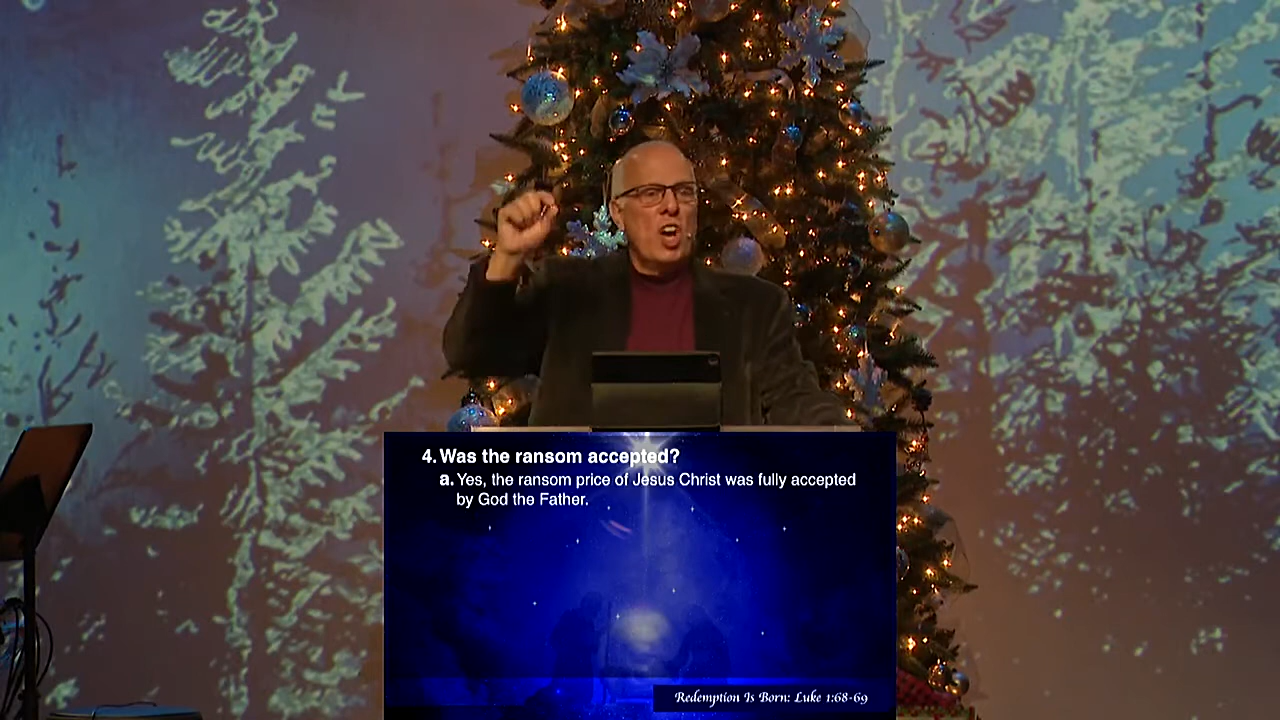 4. Was the ransom accepted?
a. Yes, the ransom price of Jesus Christ was fully accepted
by God the Father.
Redemption Is Born: Luke 1:68-69